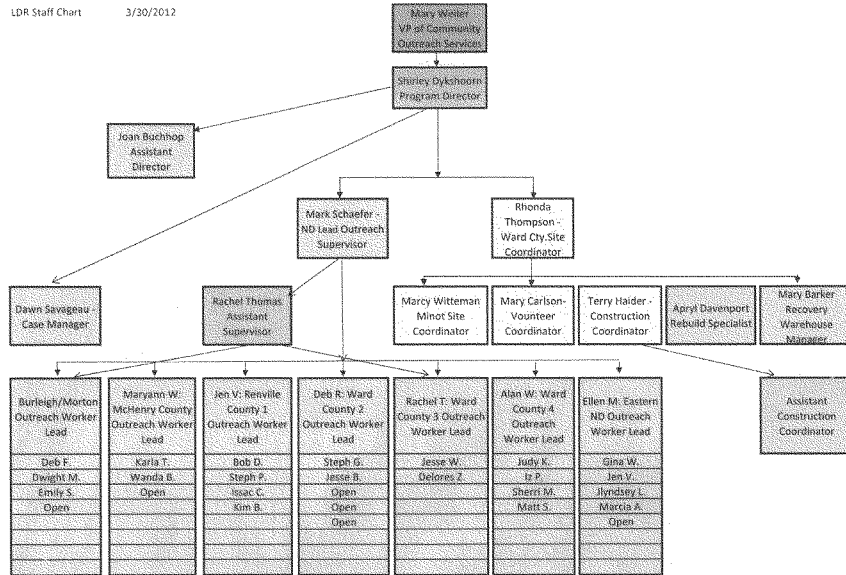 LDR Staff Chart 3/30/2012
Mary Weiler
VP of Community
Outreach Services
Shirley Dykshoorn
Program Director
Joan Buchhop
Assistant
Director
Mark Schaefer -
ND Lead Outreach
Supervisor
Rhonda
Thompson -
Ward Cty.Site
Coordinator
Dawn Savageau -
Case Manager
Rachel Thomas
Assistant
Supervisor
Marcy Witteman
Minot Site
Coordinator
Mary Carlson-
Vounteer
Coordinator
Terry Haider -
Construction
Coordinator
Apryl Davenport
Rebuild Specialist
Mary Barker
Recovery
Warehouse
Manager
Burleigh/Morton
Outreach Worker
Lead
Deb F.
Dwight M.
Emily S.
Open
Maryann W:
McHenry County
Outreach Worker
Lead
Karla T.
Wanda B.
Open
Jen V: Renville
County 1
Outreach Worker
Lead
Bob D.
Steph P.
Issac C.
Kim B.
Deb R: Ward
County 2
Outreach Worker
Lead
Steph G.
Jesse B.
Open
Open
Open
Rachel T: Ward
County 3 Outreach
Worker Lead
Jesse W.
Delores Z.
Alan W: Ward
County 4
Outreach
Worker Lead
Judy K.
Iz P.
Sherri M.
Matt S.
Ellen M: Eastern
ND Outreach
Worker Lead
Gina W.
Jen V.
Jlyndsey L.
Marcia A.
Open
Assistant
Construction
Coordinator